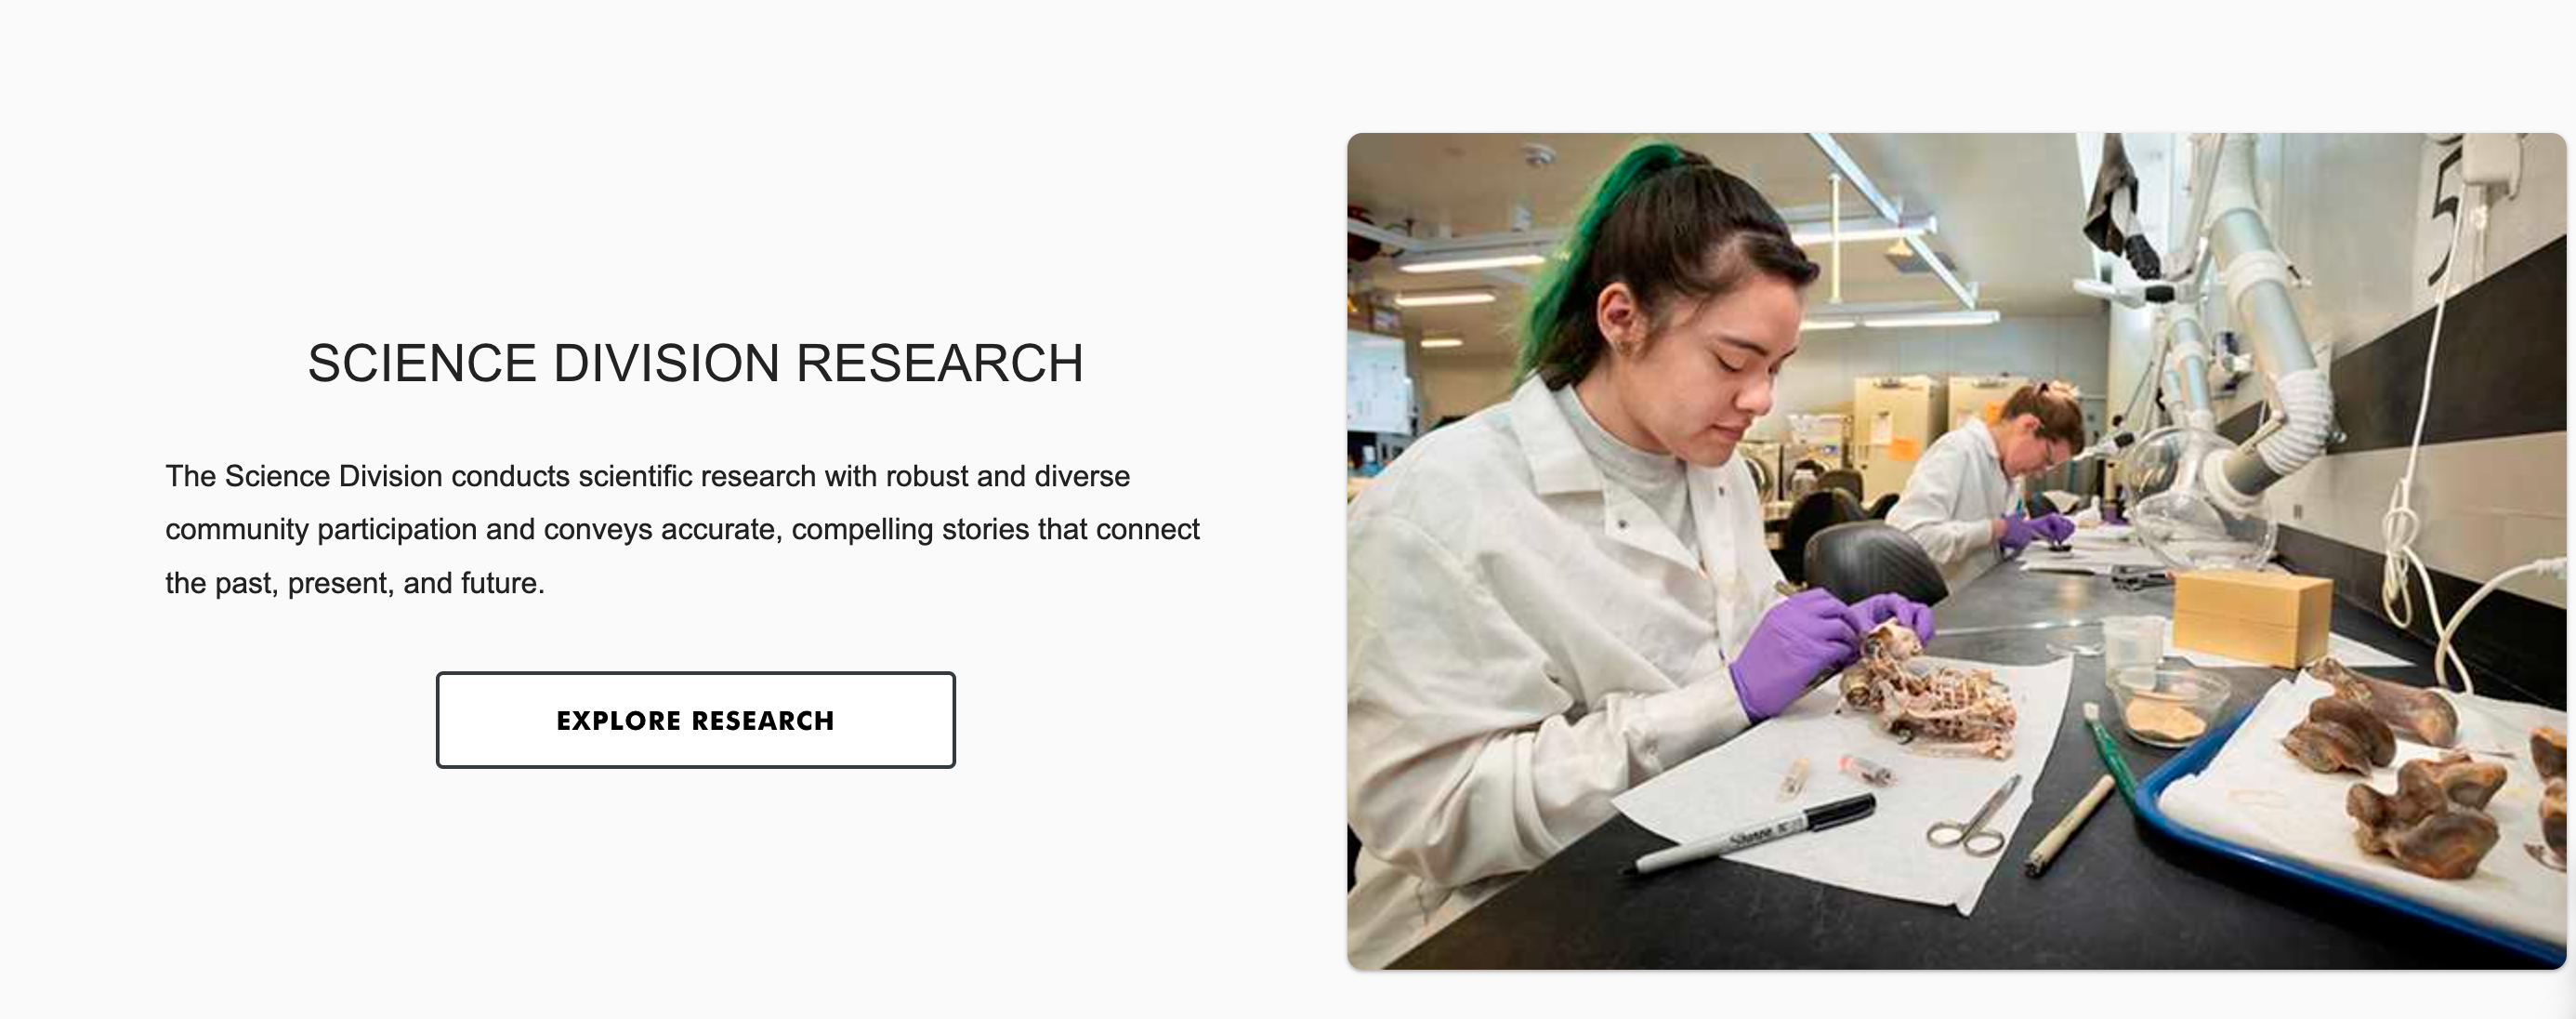 SCIENCE DIVISION RESEARCH
The Science Division conducts scientific research with robust and diverse
community participation and conveys accurate, compelling stories that connect
the past, present, and future.
EXPLORE RESEARCH
5
Sharpie